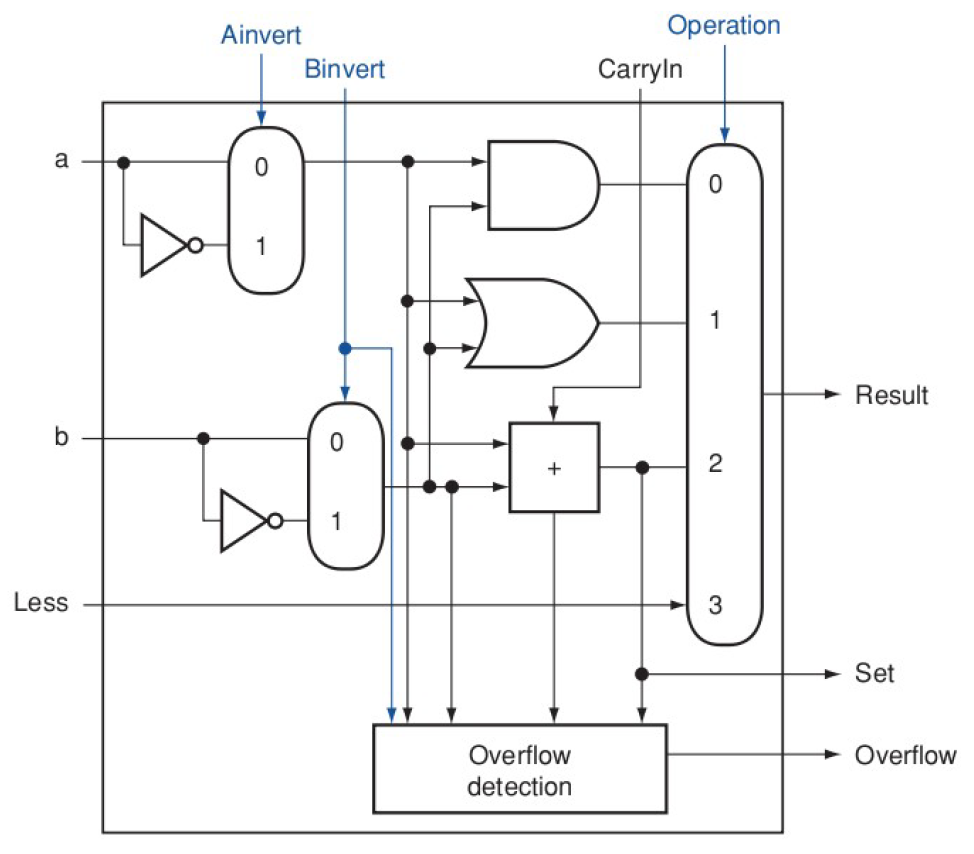 Operation
Ainvert
Binvert
CarryIn
a
0
1
0
1
b
0
1
+
2
Result
Less
3
Set
Overflow
detection
Overflow